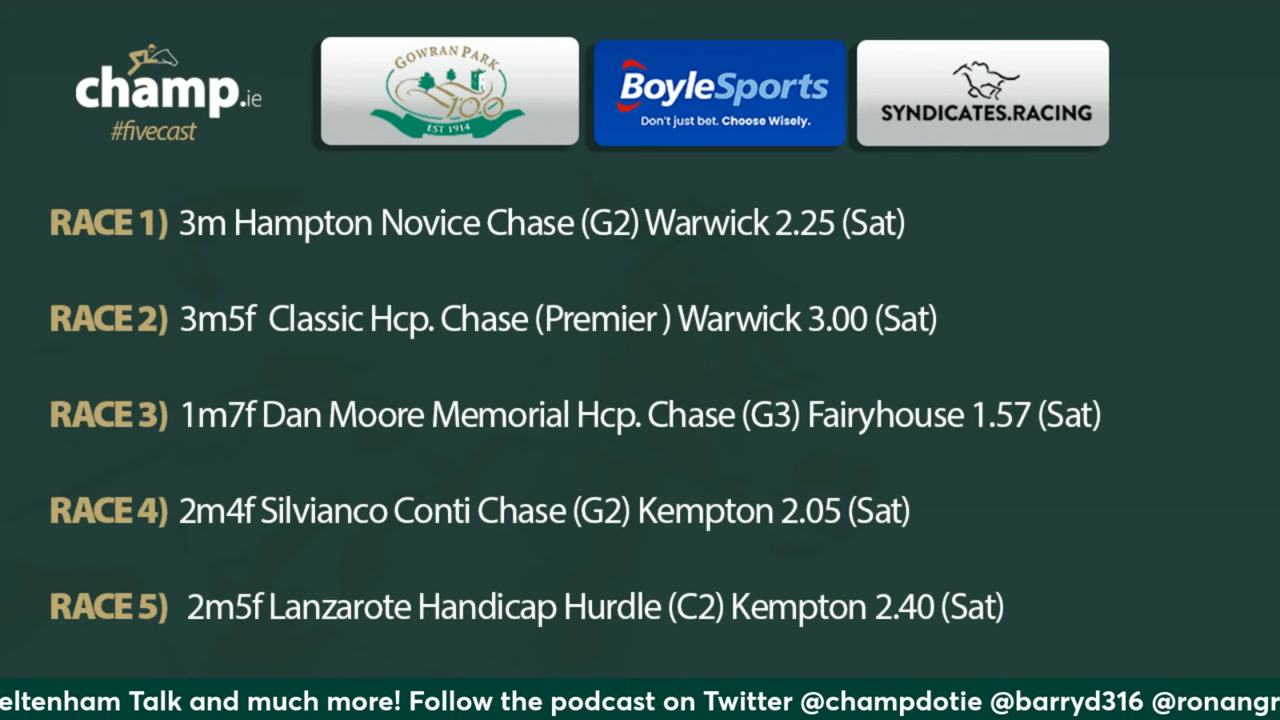 champ.ie
#fivecast
GOWRAN PARK
100
EST 1914
BoyleSports
Don't just bet. Choose Wisely.
SYNDICATES.RACING
RACE 1) 3m Hampton Novice Chase (G2) Warwick 2.25 (Sat)
RACE 2) 3m5f Classic Hcp. Chase (Premier ) Warwick 3.00 (Sat)
RACE 3) 1m7f Dan Moore Memorial Hcp. Chase (G3) Fairyhouse 1.57 (Sat)
RACE 4) 2m4f Silvianco Conti Chase (G2) Kempton 2.05 (Sat)
RACE 5) 2m5f Lanzarote Handicap Hurdle (C2) Kempton 2.40 (Sat)
eltenham Talk and much more! Follow the podcast on Twitter @champdotie @barryd316 @ronangr